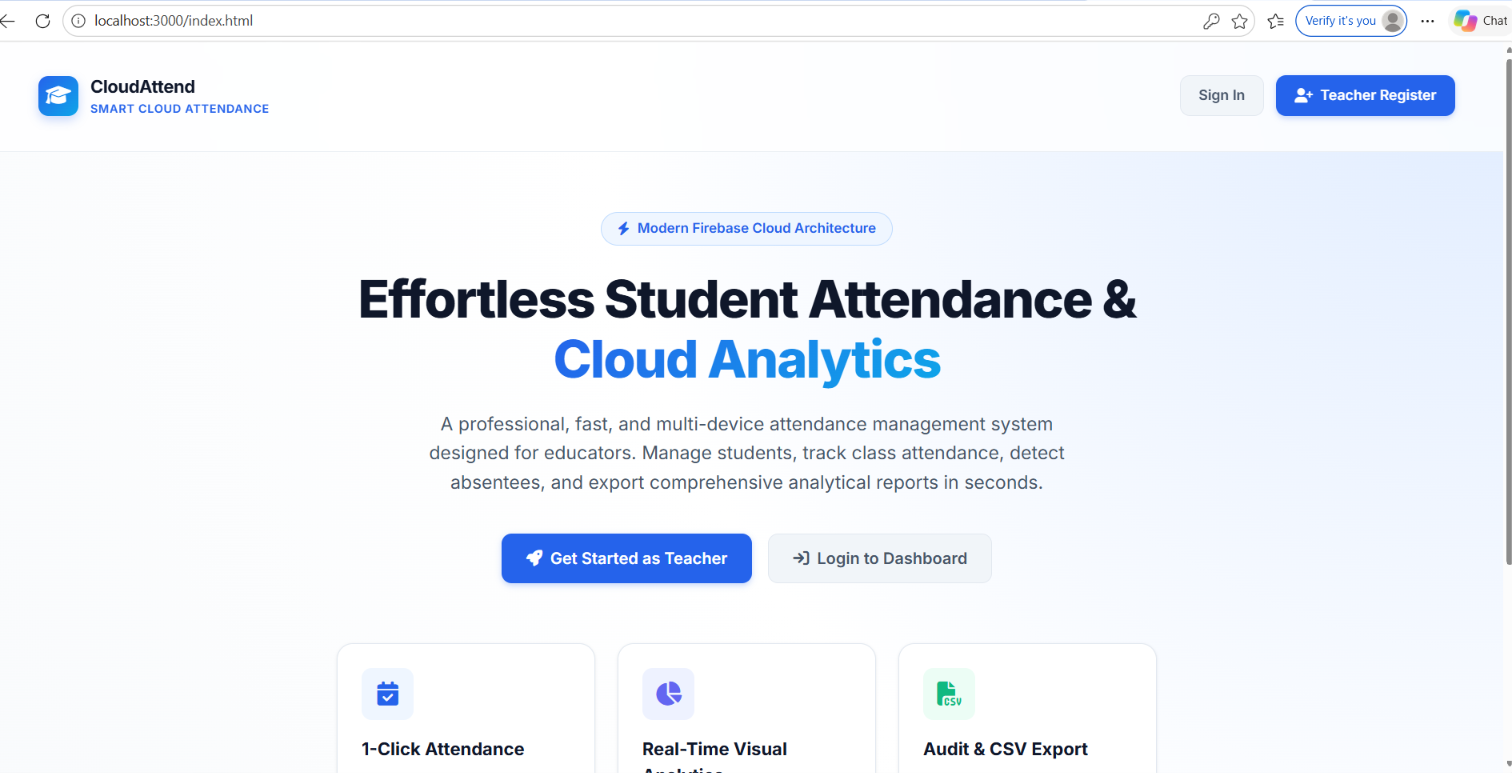 localhost:3000/index.html
Verify it's you
Chat
CloudAttend
SMART CLOUD ATTENDANCE
Sign In
Teacher Register
Modern Firebase Cloud Architecture
Effortless Student Attendance &
Cloud Analytics
A professional, fast, and multi-device attendance management system
designed for educators. Manage students, track class attendance, detect
absentees, and export comprehensive analytical reports in seconds.
Get Started as Teacher
Login to Dashboard
CSV
1-Click Attendance
Real-Time Visual
Analytics
Audit & CSV Export